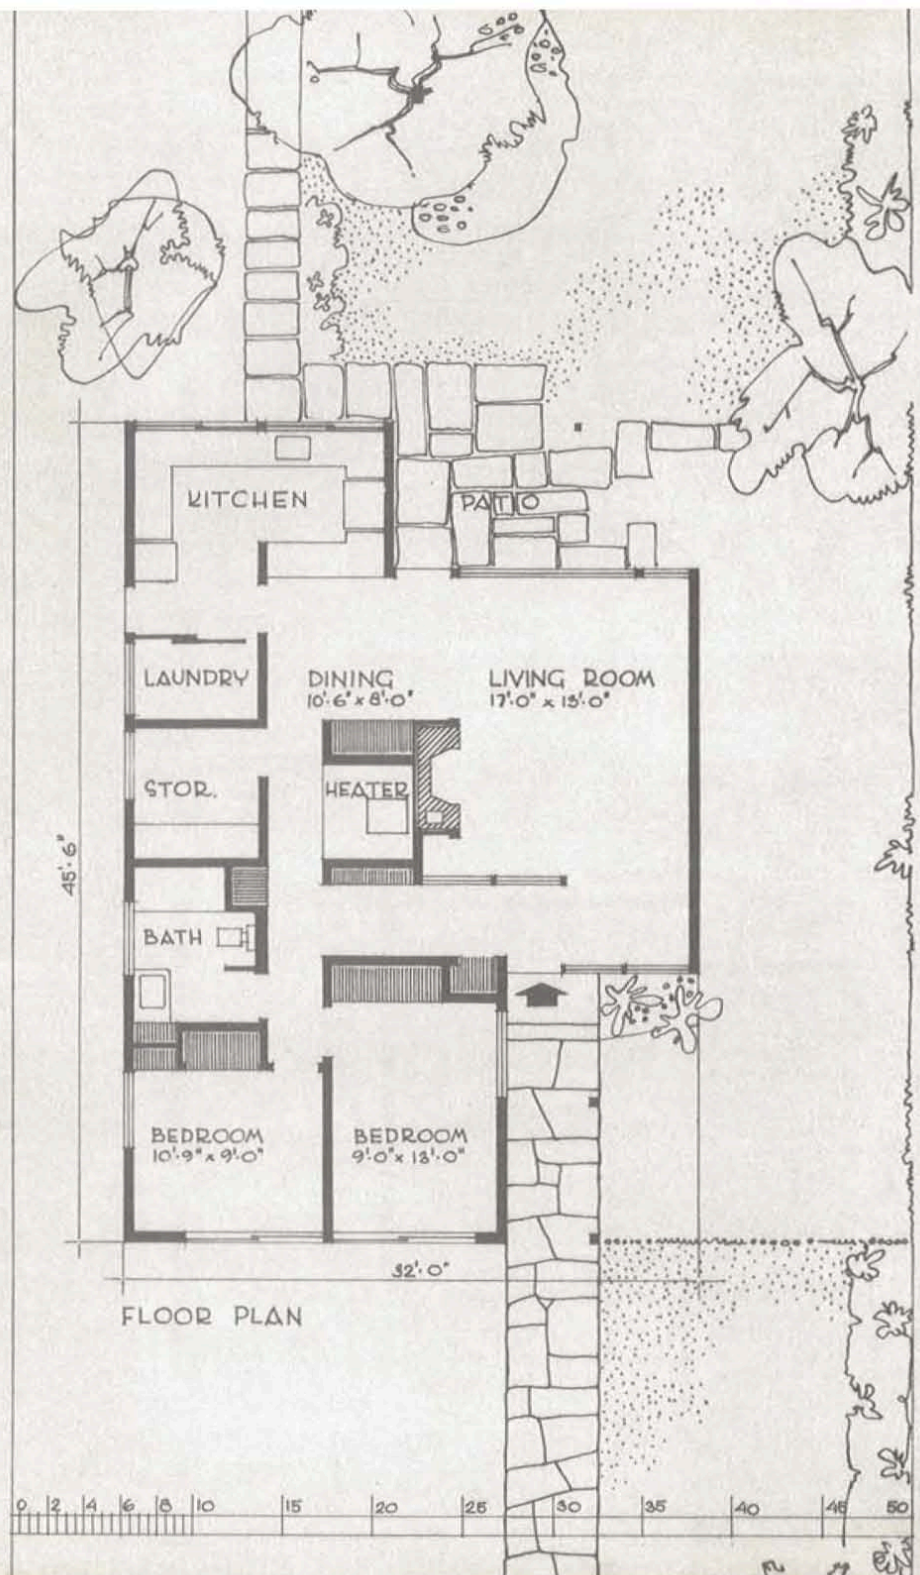 KITCHEN
PATIO
LAUNDRY
DINING
10'-6" x 8'-0"
LIVING ROOM
17'-0" x 15'-0"
STOR.
HEATER
45'-6"
BATH
BEDROOM
10'-9" x 9'-0"
BEDROOM
9'-0" x 13'-0"
32'-0"
FLOOR PLAN
0 2 4 6 8 10 15 20 25 30 35 40 45 50